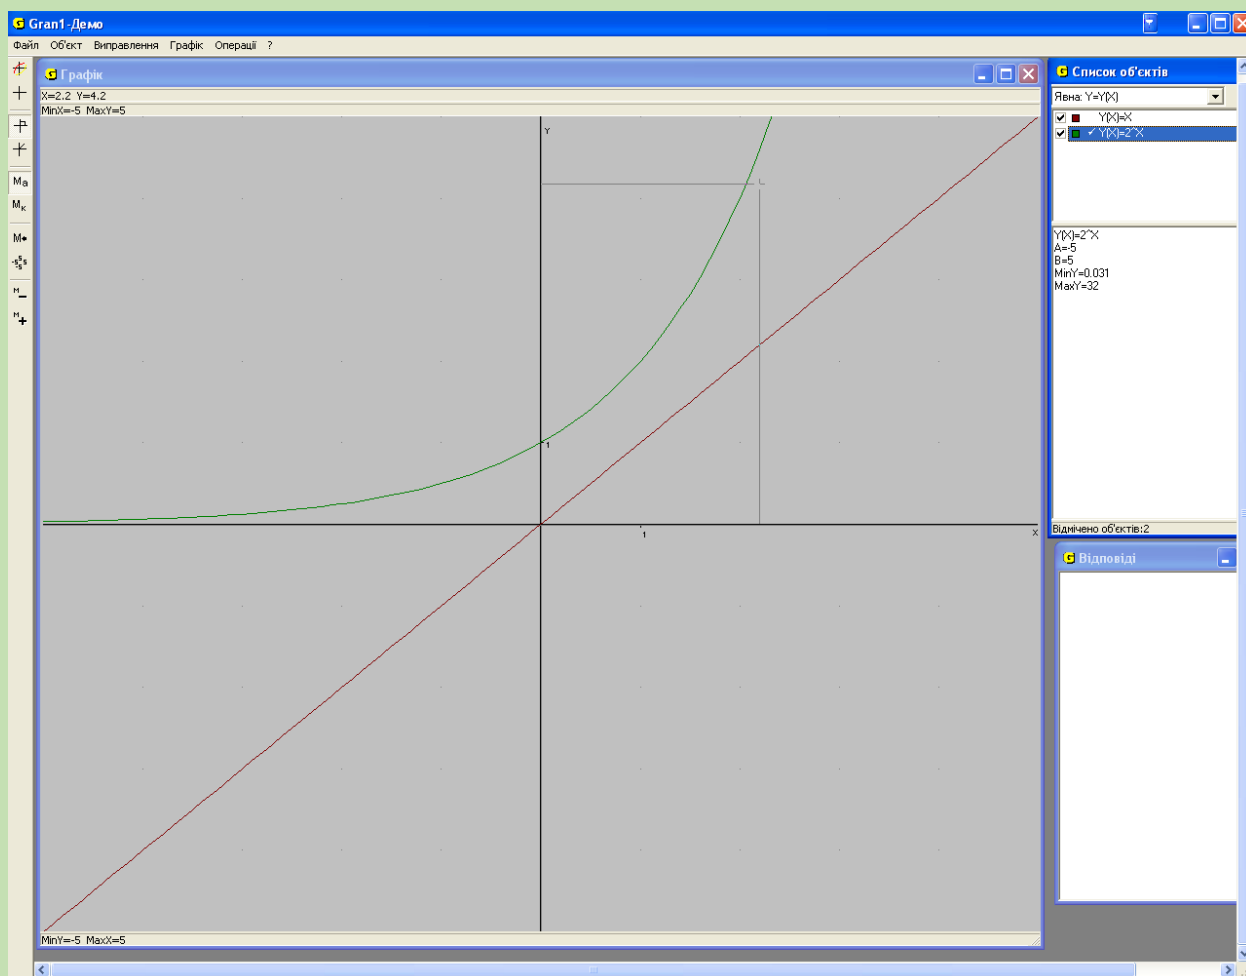 Gran1-Демо
Файл Об'єкт Виправлення Графік Операції ?
Графік
X=2.2 Y=4.2
MinX=-5 MaxY=5
Y
1
X
1
MinY=-5 MaxX=5
Ma
Mк
M
M
M
Список об'єктів
Явна: Y=Y(X)
Y(X)=X
Y(X)=2^X
Y(X)=2^X
A=-5
B=5
MinY=0.031
MaxY=32
Відмічено об'єктів:2
Відповіді